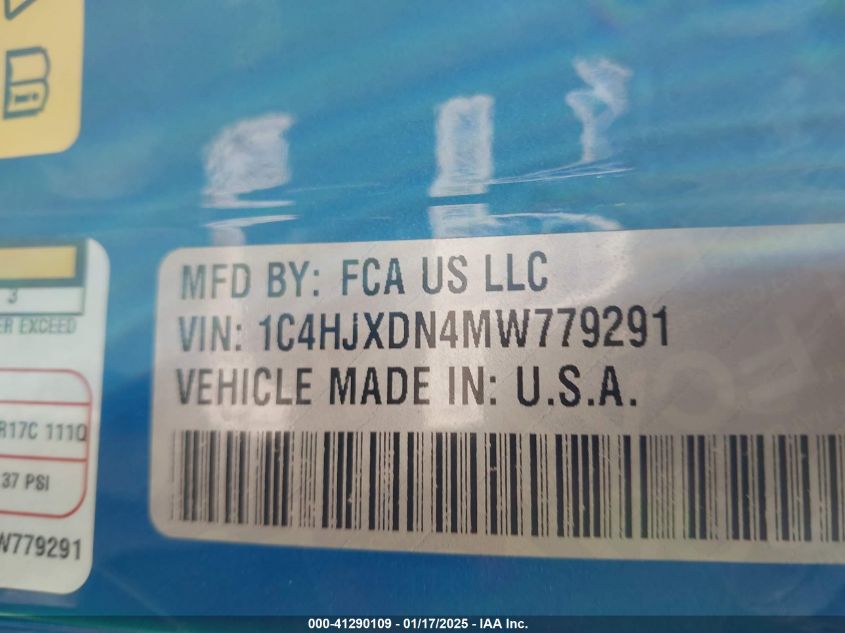 MFD BY: FCA US LLC
VIN: 1C4HJXDN4MW779291
VEHICLE MADE IN: U.S.A.
3
ER EXCEED
R17C 111Q
37 PSI
W779291
000-41290109 - 01/17/2025 - IAA Inc.